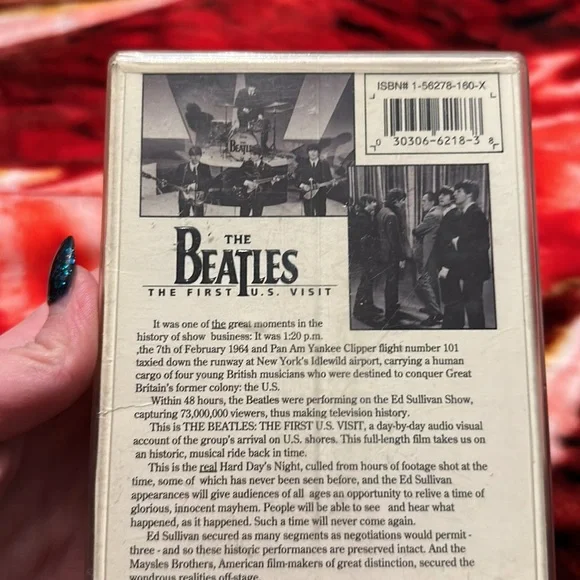 ISBN# 1-56278-160-X
0 30306-6218-3 8
THE
BEATLES
THE
BEATLES
THE FIRST U.S. VISIT
It was one of the great moments in the
history of show business: It was 1:20 p.m.
,the 7th of February 1964 and Pan Am Yankee Clipper flight number 101
taxied down the runway at New York's Idlewild airport, carrying a human
cargo of four young British musicians who were destined to conquer Great
Britain's former colony: the U.S.
Within 48 hours, the Beatles were performing on the Ed Sullivan Show,
capturing 73,000,000 viewers, thus making television history.
This is THE BEATLES: THE FIRST U.S. VISIT, a day-by-day audio visual
account of the group's arrival on U.S. shores. This full-length film takes us on
an historic, musical ride back in time.
This is the real Hard Day's Night, culled from hours of footage shot at the
time, some of which has never been seen before, and the Ed Sullivan
appearances will give audiences of all ages an opportunity to relive a time of
glorious, innocent mayhem. People will be able to see and hear what
happened, as it happened. Such a time will never come again.
Ed Sullivan secured as many segments as negotiations would permit -
three - and so these historic performances are preserved intact. And the
Maysles Brothers, American film-makers of great distinction, secured the
wondrous realities off-stage.